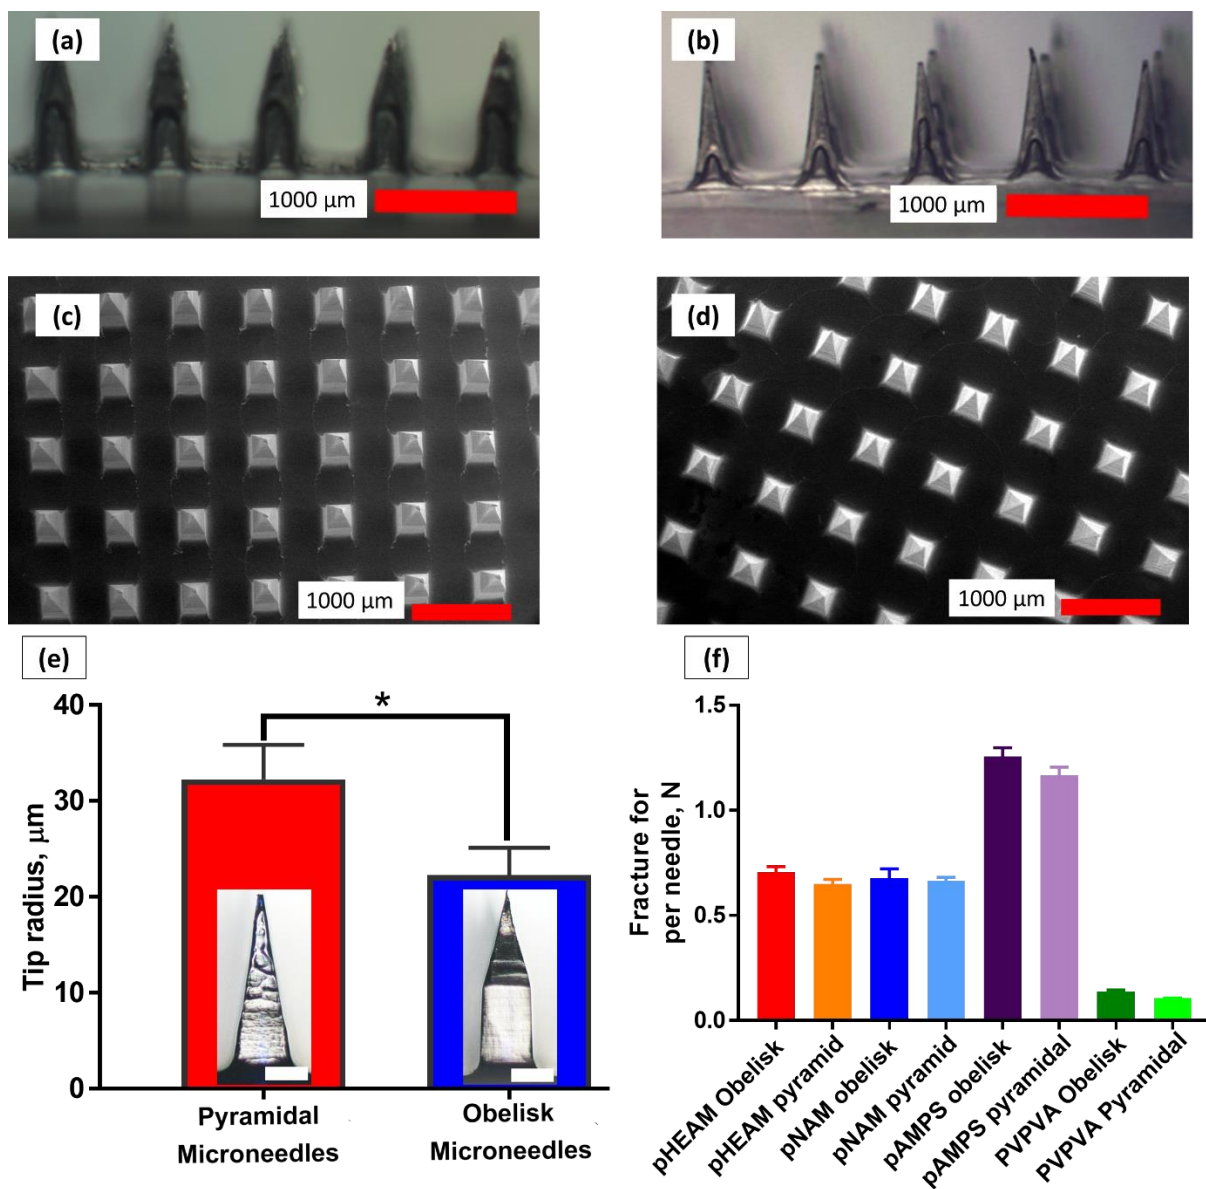 (a)
1000 µm
(b)
1000 µm
(c)
1000 µm
(d)
1000 µm
(e)
40
30
20
10
0
Tip radius, µm
*
Pyramidal
Microneedles
Obelisk
Microneedles
(f)
1.5
1.0
0.5
0.0
Fracture for
per needle, N
pHEAM Obelisk
pHEAM pyramid
pNAM obelisk
pNAM pyramid
pAMPS obelisk
pAMPS pyramidal
PVPVA Obelisk
PVPVA Pyramidal